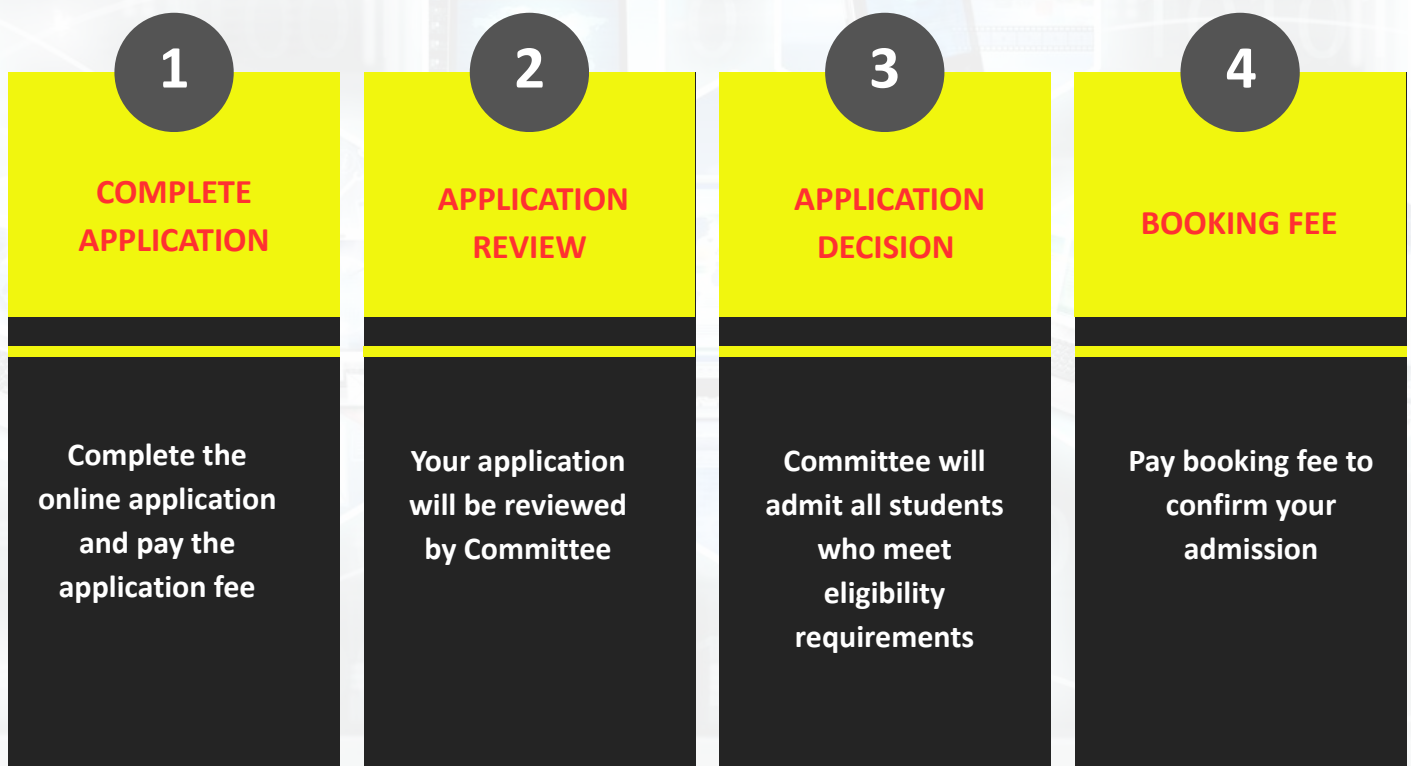 1
COMPLETE
APPLICATION
Complete the
online application
and pay the
application fee
2
APPLICATION
REVIEW
Your application
will be reviewed
by Committee
3
APPLICATION
DECISION
Committee will
admit all students
who meet
eligibility
requirements
4
BOOKING FEE
Pay booking fee to
confirm your
admission